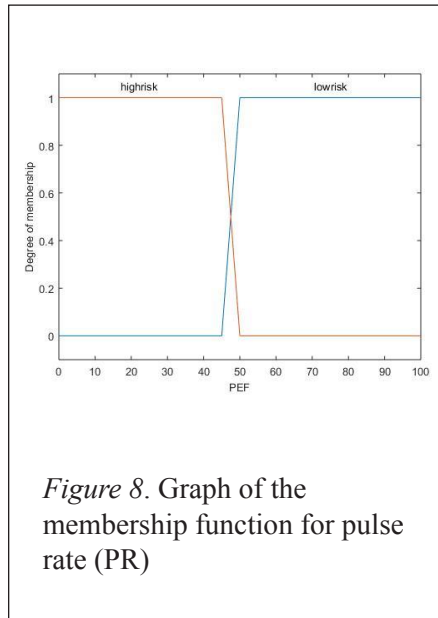 highrisk lowrisk
1
0.8
0.6
0.4
0.2
0
Degree of membership
0 10 20 30 40 50 60 70 80 90 100
PEF
Figure 8. Graph of the
membership function for pulse
rate (PR)